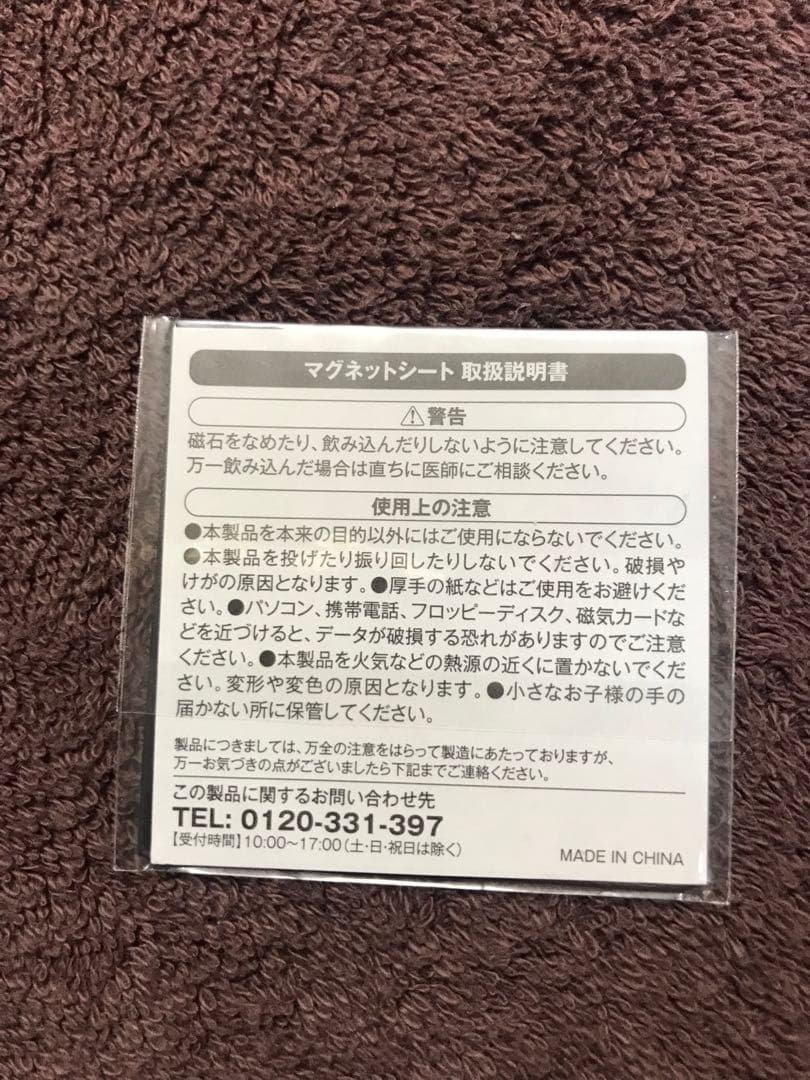 マグネットシート 取扱説明書
⚠警告
磁石をなめたり、飲み込んだりしないように注意してください。
万一飲み込んだ場合は直ちに医師にご相談ください。
使用上の注意
●本製品を本来の目的以外にはご使用にならないでください。
●本製品を投げたり振り回したりしないでください。破損や
けがの原因となります。●厚手の紙などはご使用をお避けくだ
さい。●パソコン、携帯電話、フロッピーディスク、磁気カードな
どを近づけると、データが破損する恐れがありますのでご注意
ください。●本製品を火気などの熱源の近くに置かないでくだ
さい。変形や変色の原因となります。●小さなお子様の手の
届かない所に保管してください。
製品につきましては、万全の注意をはらって製造にあたっておりますが、
万一お気づきの点がございましたら下記までご連絡ください。
この製品に関するお問い合わせ先
TEL: 0120-331-397
【受付時間】10:00〜17:00(土・日・祝日は除く)
MADE IN CHINA